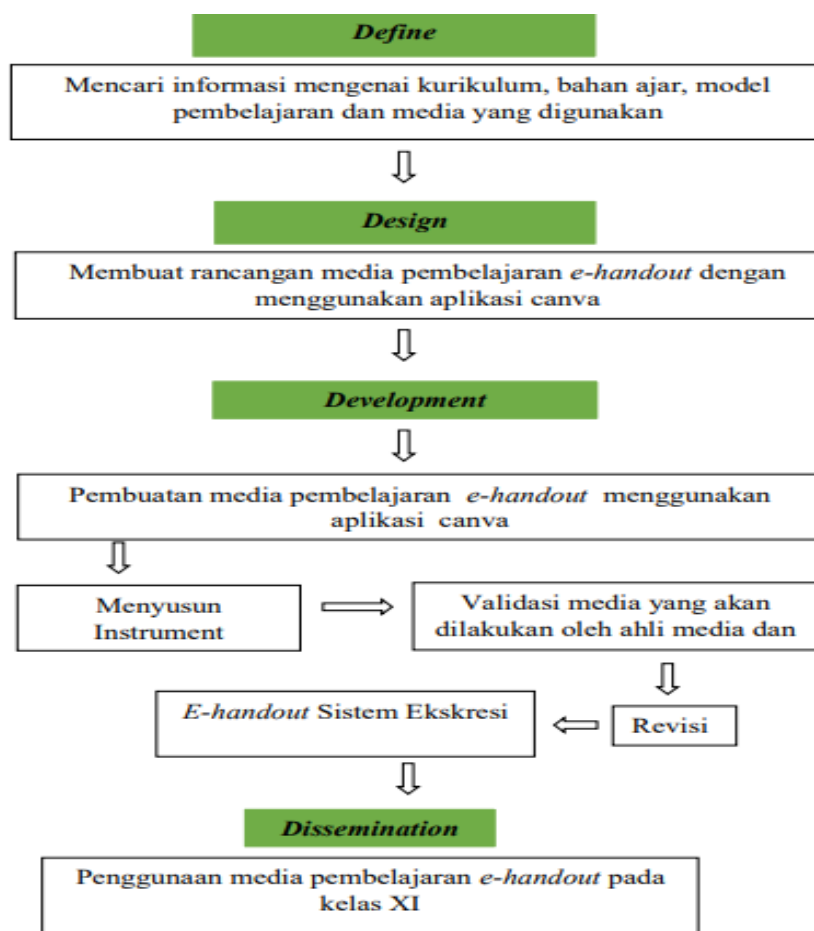 Define
Mencari informasi mengenai kurikulum, bahan ajar, model
pembelajaran dan media yang digunakan
Design
Membuat rancangan media pembelajaran e-handout dengan
menggunakan aplikasi canva
Development
Pembuatan media pembelajaran e-handout menggunakan
aplikasi canva
Menyusun
Instrument
Validasi media yang akan
dilakukan oleh ahli media dan
Revisi
E-handout Sistem Ekskresi
Dissemination
Penggunaan media pembelajaran e-handout pada
kelas XI